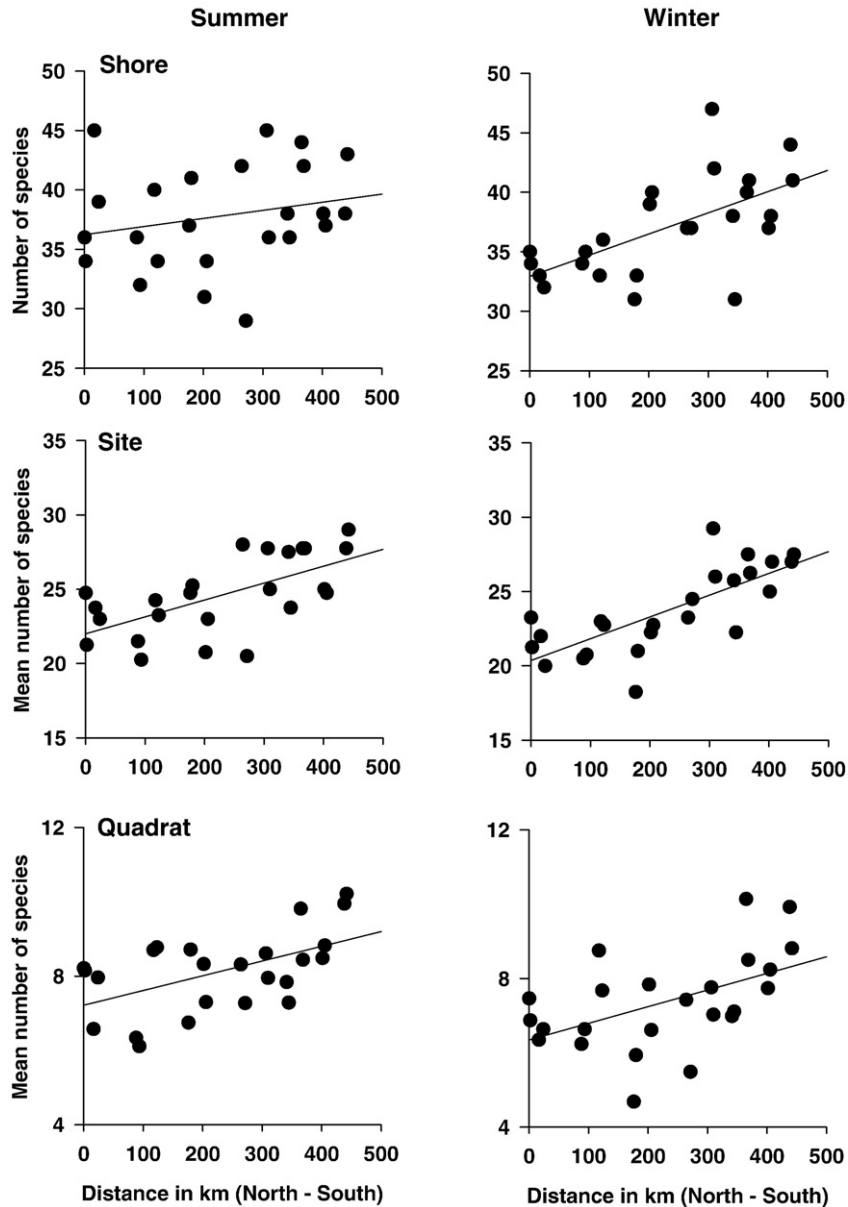 Summer
Winter
Shore
Number of species
50
45
40
35
30
25
0 100 200 300 400 500
50
45
40
35
30
25
0 100 200 300 400 500
Site
Mean number of species
35
30
25
20
15
0 100 200 300 400 500
35
30
25
20
15
0 100 200 300 400 500
Quadrat
Mean number of species
12
8
4
0 100 200 300 400 500
Distance in km (North - South)
12
8
4
0 100 200 300 400 500
Distance in km (North - South)